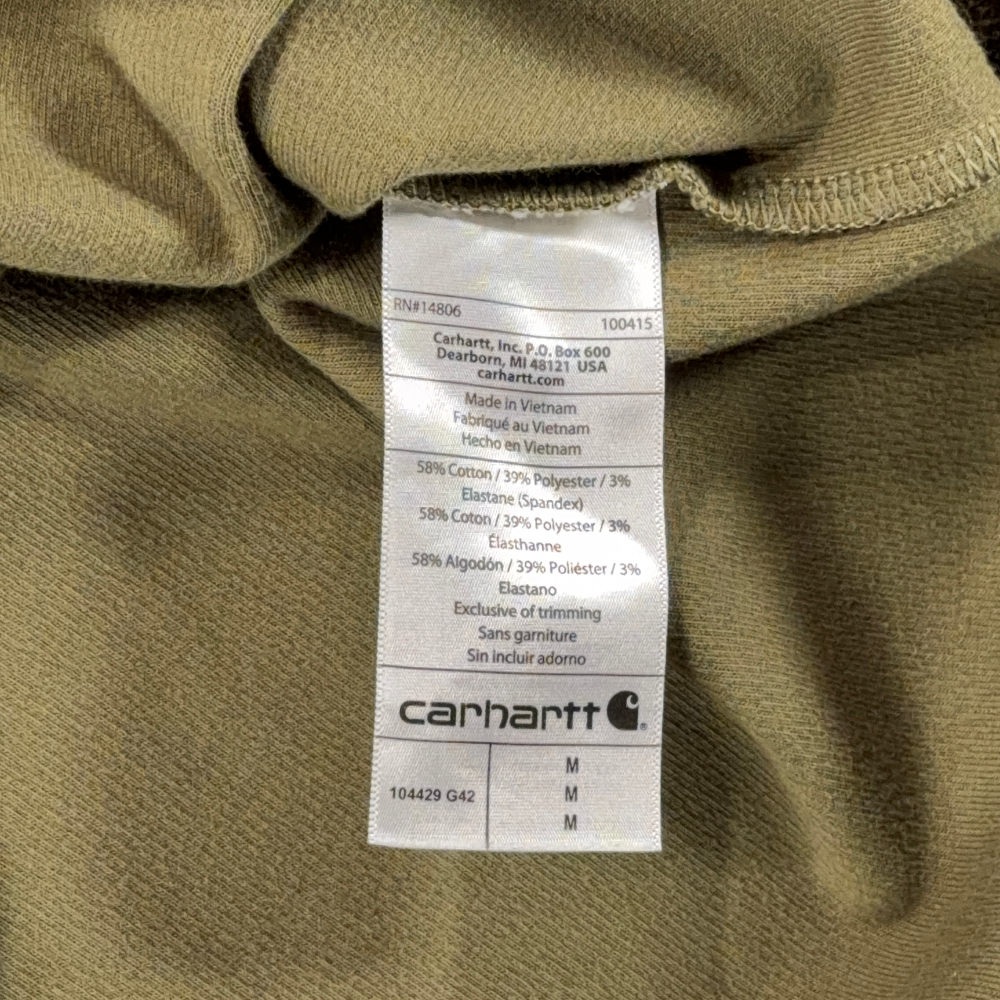 RN#14806
100415
Carhartt, Inc. P.O. Box 600
Dearborn, MI 48121 USA
carhartt.com
Made in Vietnam
Fabriqué au Vietnam
Hecho en Vietnam
58% Cotton / 39% Polyester / 3%
Elastane (Spandex)
58% Coton / 39% Polyester / 3%
Élasthanne
58% Algodón / 39% Poliéster / 3%
Elastano
Exclusive of trimming
Sans garniture
Sin incluir adorno
carhartt ®
104429 G42
M
M
M